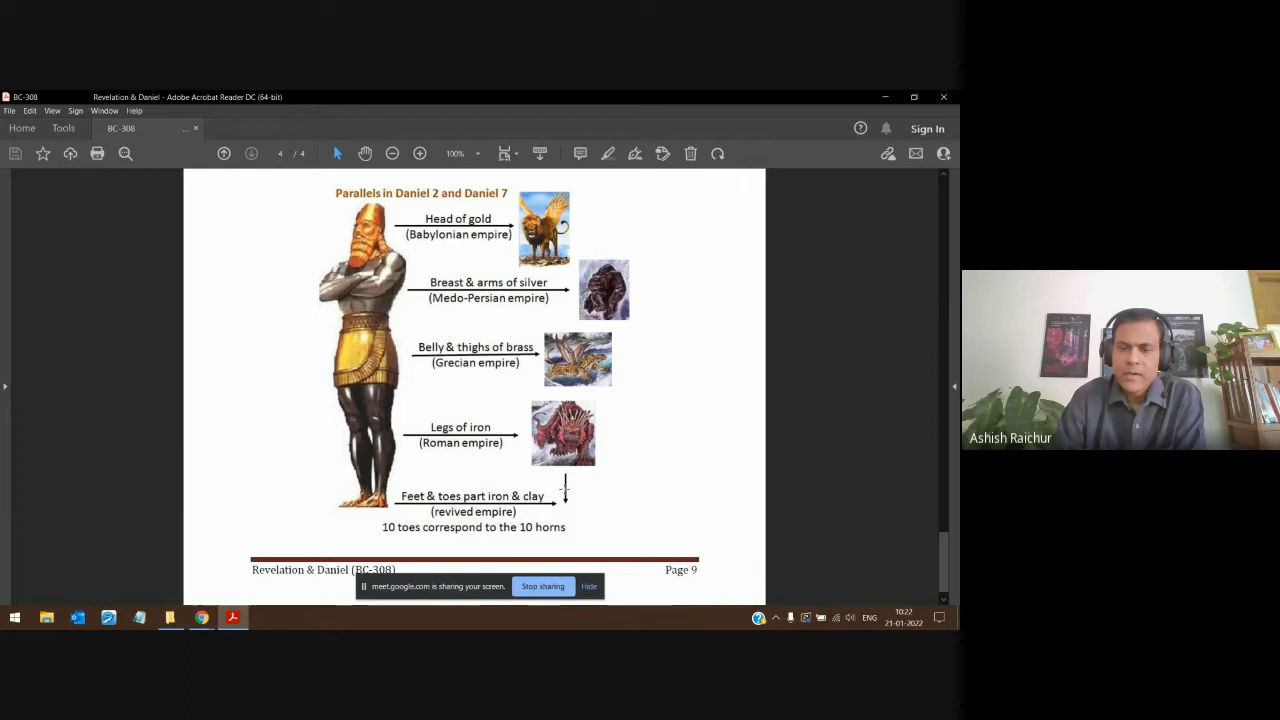 BC-308
Revelation & Daniel - Adobe Acrobat Reader DC (64-bit)
File Edit View Sign Window Help
Home Tools BC-308 ... × Sign In
4 / 4 100%
Parallels in Daniel 2 and Daniel 7
Head of gold
(Babylonian empire)
Breast & arms of silver
(Medo-Persian empire)
Belly & thighs of brass
(Grecian empire)
Legs of iron
(Roman empire)
Feet & toes part iron & clay
(revived empire)
10 toes correspond to the 10 horns
Revelation & Daniel (BC-308) Page 9
meet.google.com is sharing your screen. Stop sharing Hide
ENG 10:22
21-01-2022
Ashish Raichur